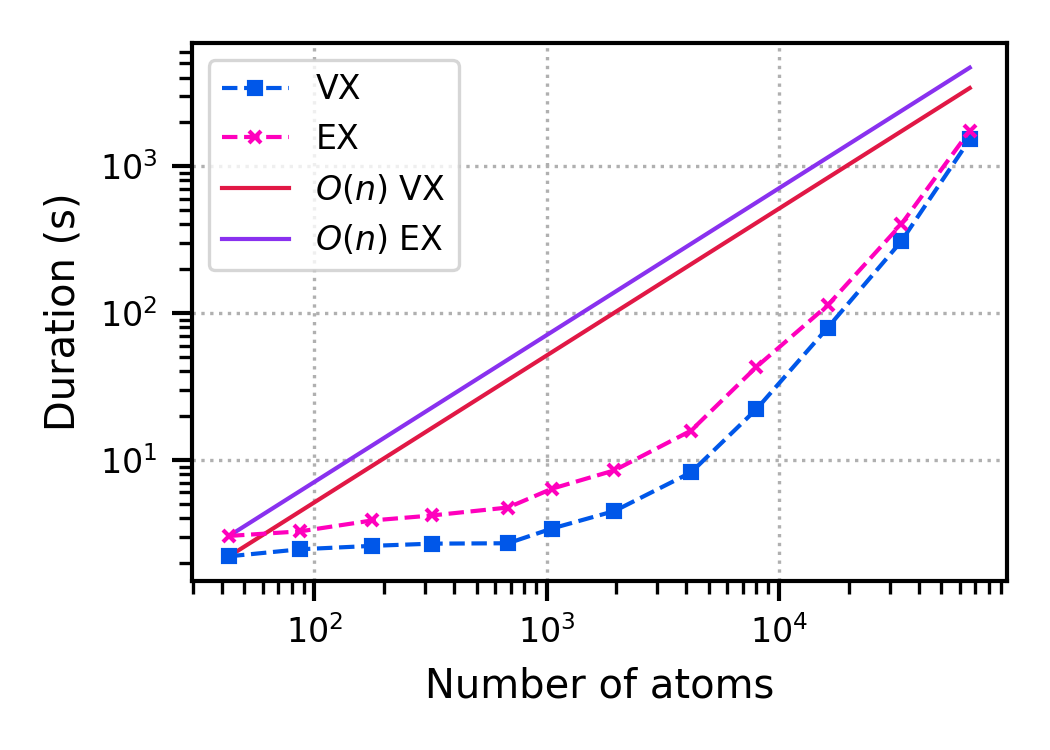 VX
EX
O(n) VX
O(n) EX
10³
10²
10¹
Duration (s)
10² 10³ 10⁴
Number of atoms